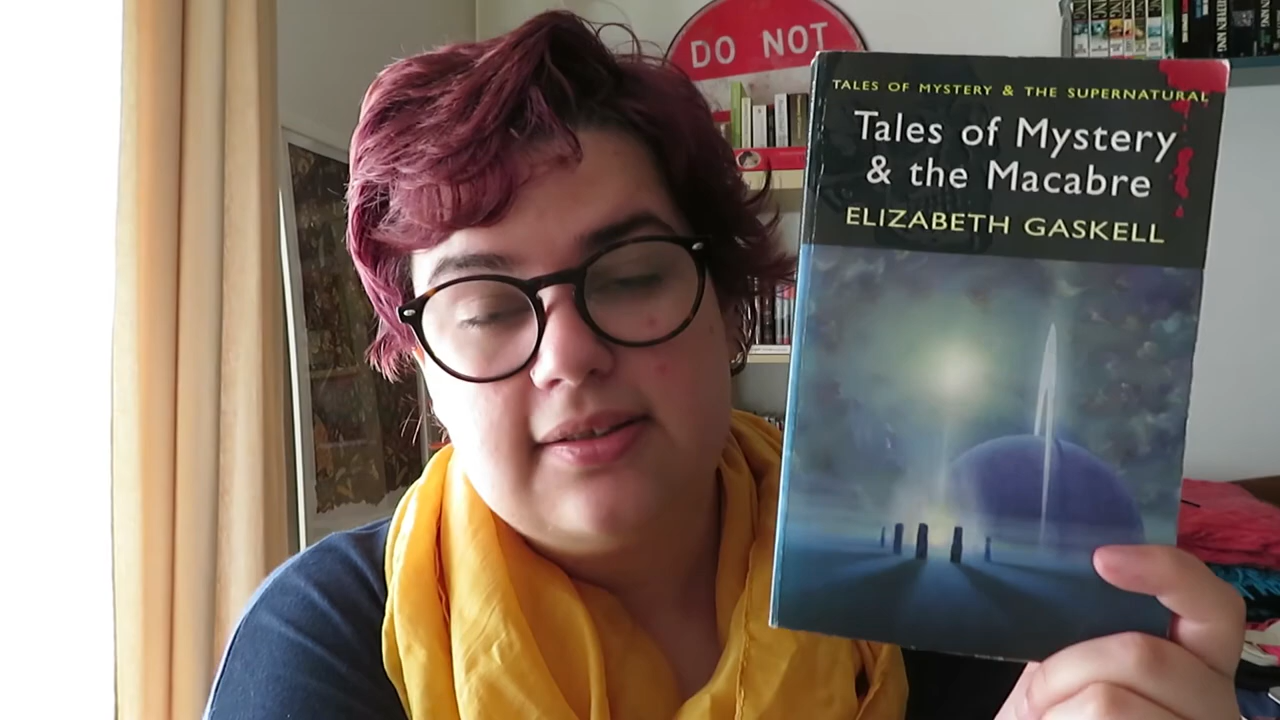 DO NOT
TALES OF MYSTERY & THE SUPERNATURAL
Tales of Mystery
& the Macabre
ELIZABETH GASKELL